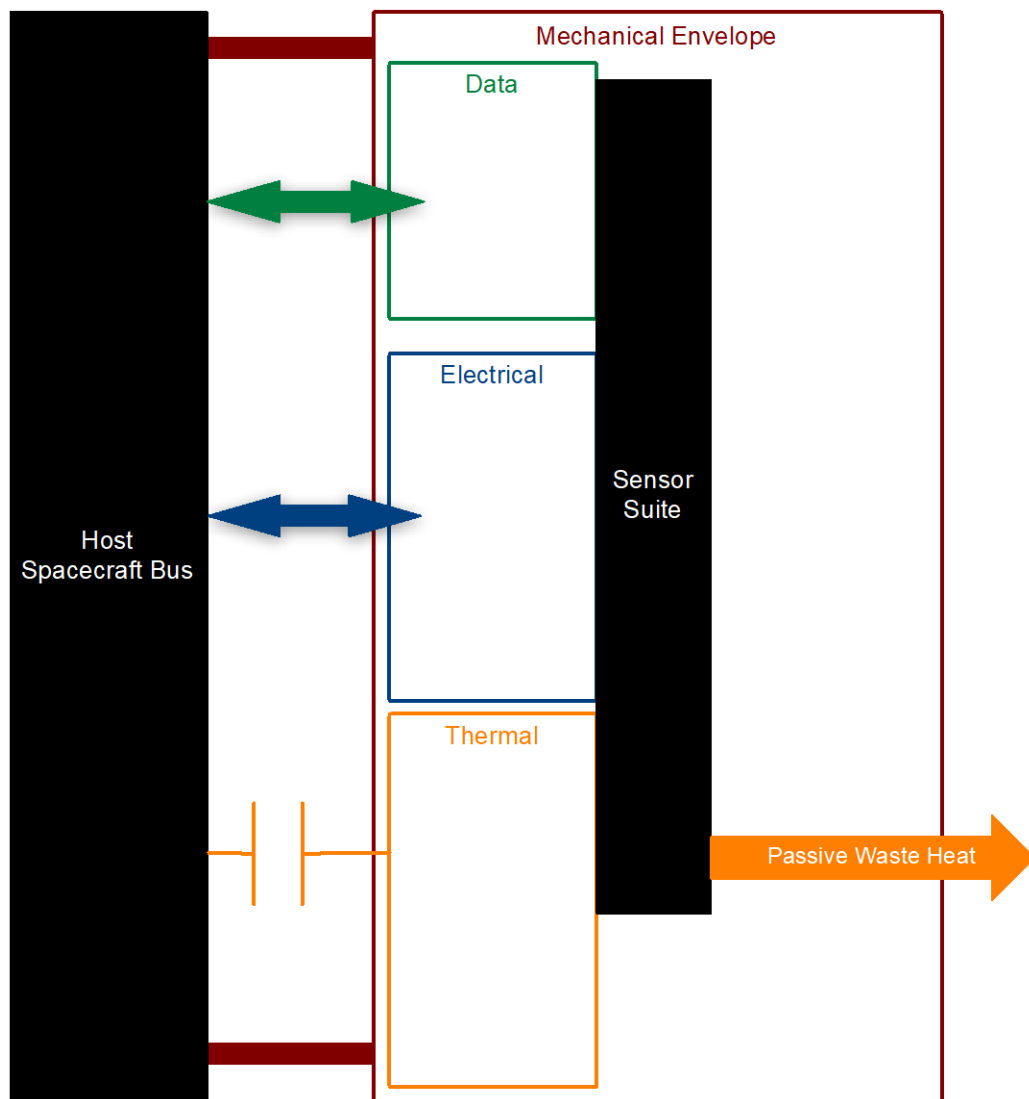 Mechanical Envelope
Data
Electrical
Sensor
Suite
Host
Spacecraft Bus
Thermal
Passive Waste Heat